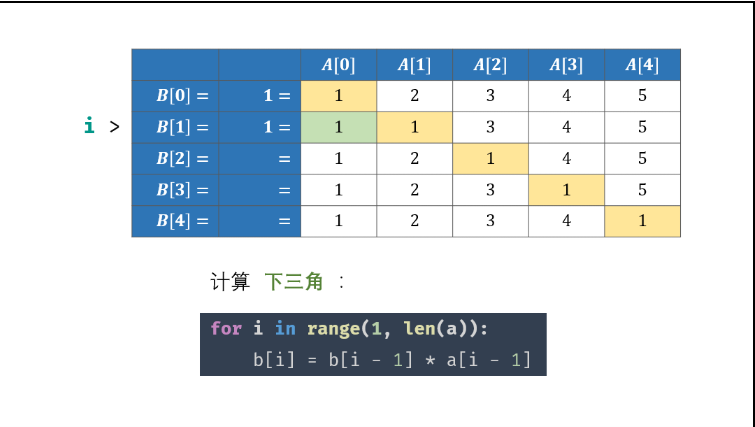 A[0] A[1] A[2] A[3] A[4]
B[0] = 1 = 1 2 3 4 5
i > B[1] = 1 = 1 1 3 4 5
B[2] = = 1 2 1 4 5
B[3] = = 1 2 3 1 5
B[4] = = 1 2 3 4 1
计算 下三角 :
for i in range(1, len(a)):
b[i] = b[i - 1] * a[i - 1]